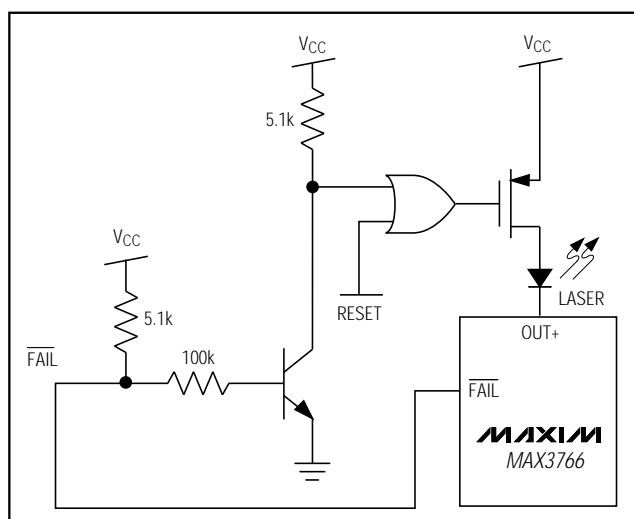 VCC
VCC
5.1k
VCC
5.1k
RESET
LASER
OUT+
FAIL
100k
FAIL
MAXIM
MAX3766